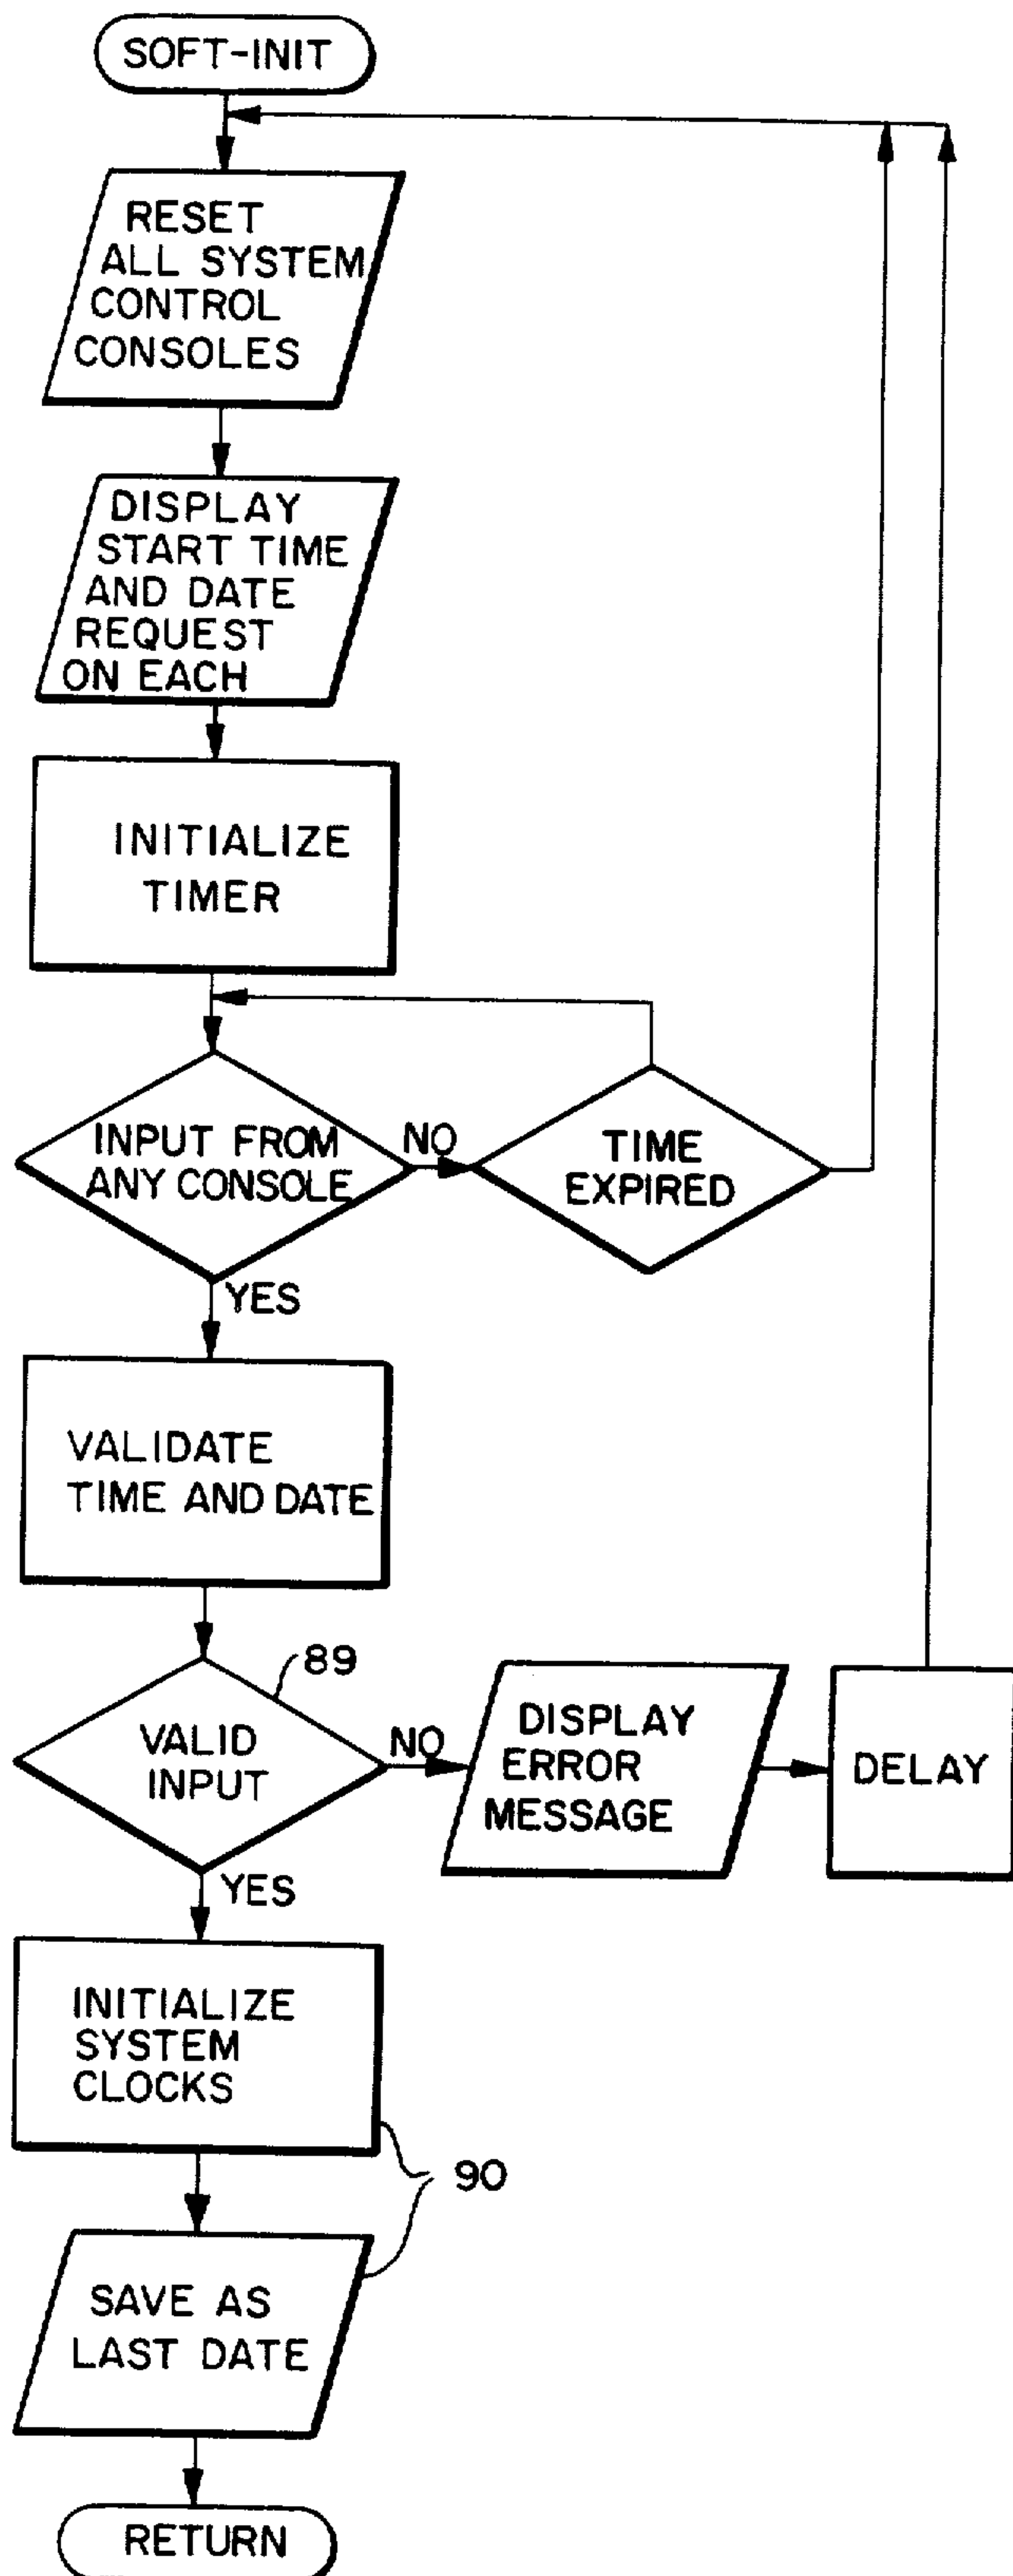 SOFT-INIT
RESET
ALL SYSTEM
CONTROL
CONSOLES
DISPLAY
START TIME
AND DATE
REQUEST
ON EACH
INITIALIZE
TIMER
INPUT FROM
ANY CONSOLE
NO
TIME
EXPIRED
YES
VALIDATE
TIME AND DATE
89
VALID
INPUT
NO
DISPLAY
ERROR
MESSAGE
DELAY
YES
INITIALIZE
SYSTEM
CLOCKS
90
SAVE AS
LAST DATE
RETURN